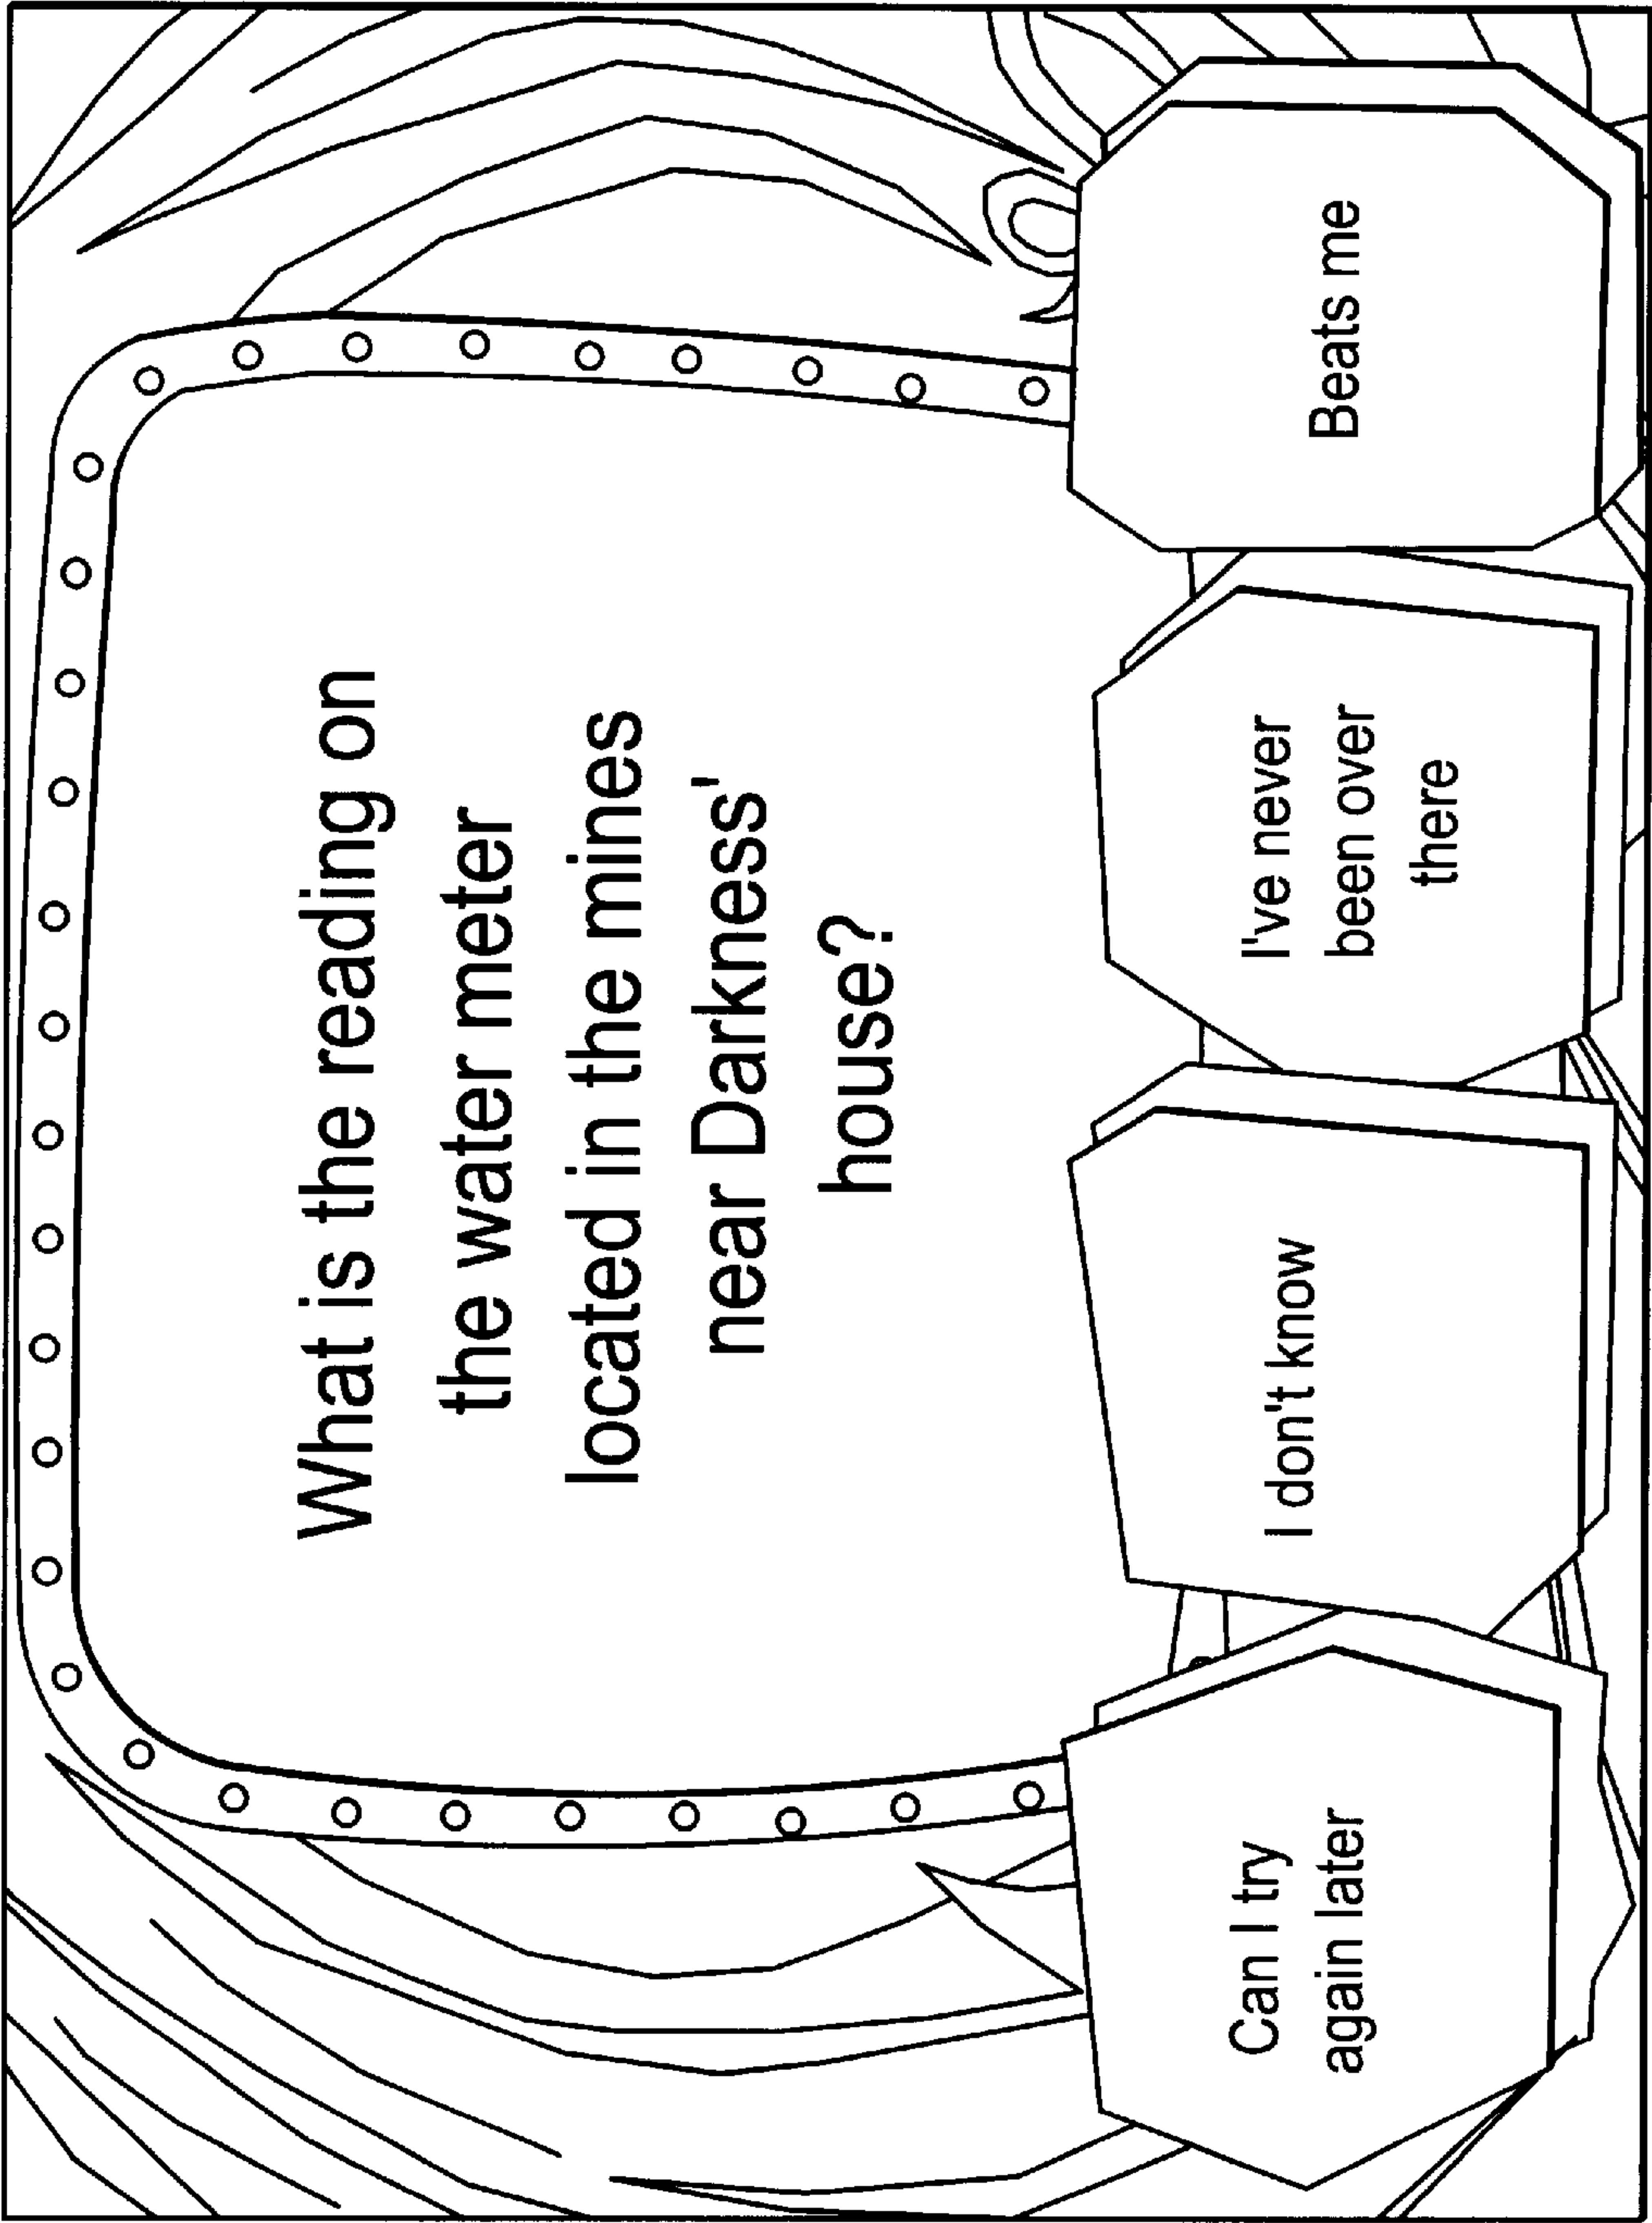 What is the reading on
the water meter
located in the mines
near Darkness'
house?
Can I try
again later
I don't know
I've never
been over
there
Beats me